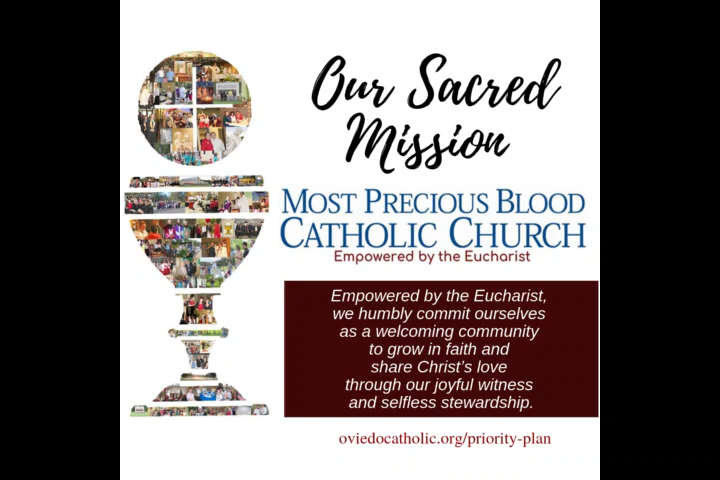 Our Sacred
Mission
MOST PRECIOUS BLOOD
CATHOLIC CHURCH
Empowered by the Eucharist
Empowered by the Eucharist,
we humbly commit ourselves
as a welcoming community
to grow in faith and
share Christ's love
through our joyful witness
and selfless stewardship.
oviedocatholic.org/priority-plan